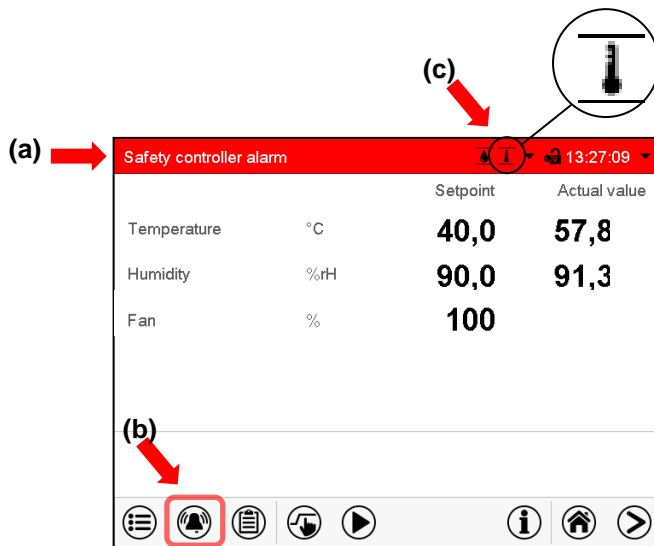 (c)
(a)
Safety controller alarm 13:27:09
Setpoint Actual value
Temperature °C 40,0 57,8
Humidity %rH 90,0 91,3
Fan % 100
(b)